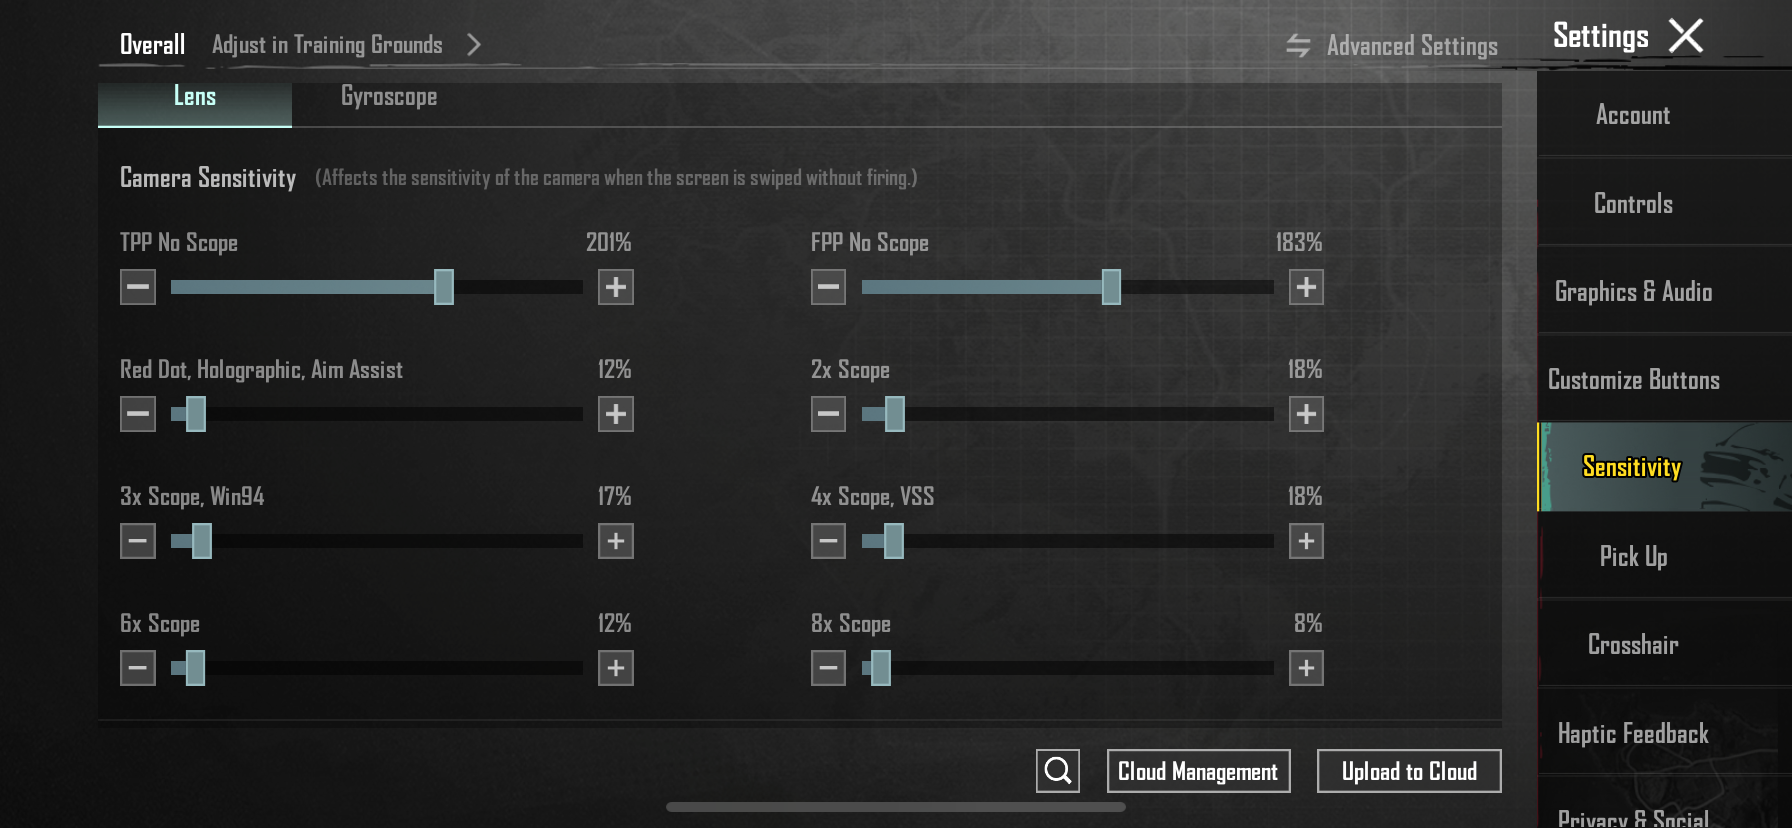 Overall
Adjust in Training Grounds
Advanced Settings
Settings
Lens
Gyroscope
Camera Sensitivity (Affects the sensitivity of the camera when the screen is swiped without firing.)
TPP No Scope 201%
FPP No Scope 183%
Red Dot, Holographic, Aim Assist 12%
2x Scope 18%
3x Scope, Win94 17%
4x Scope, VSS 18%
6x Scope 12%
8x Scope 8%
Cloud Management
Upload to Cloud
Account
Controls
Graphics & Audio
Customize Buttons
Sensitivity
Pick Up
Crosshair
Haptic Feedback
Privacy & Social